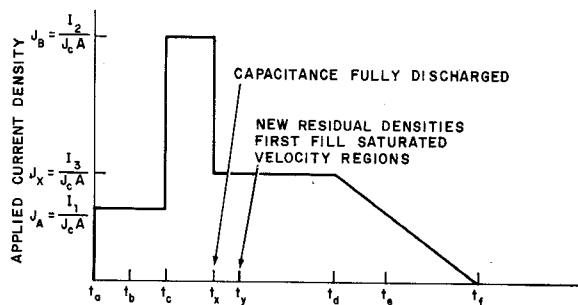 J_B = I_2 / J_c A
CAPACITANCE FULLY DISCHARGED
NEW RESIDUAL DENSITIES
FIRST FILL SATURATED
VELOCITY REGIONS
J_X = I_3 / J_c A
J_A = I_1 / J_c A
APPLIED CURRENT DENSITY
t_a t_b t_c t_x t_y t_d t_e t_f